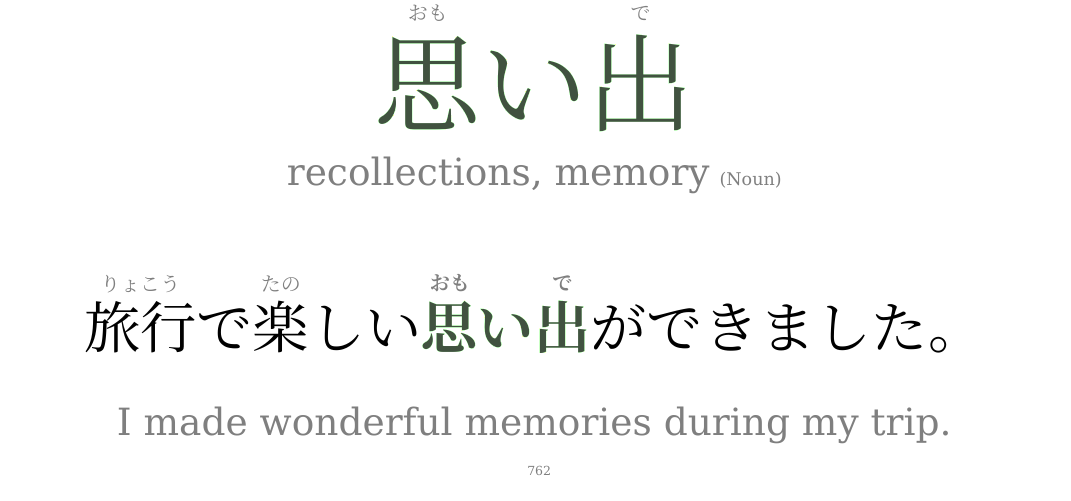 おも で
思い出
recollections, memory (Noun)
りょこう たの おも で
旅行で楽しい思い出ができました。
I made wonderful memories during my trip.
762